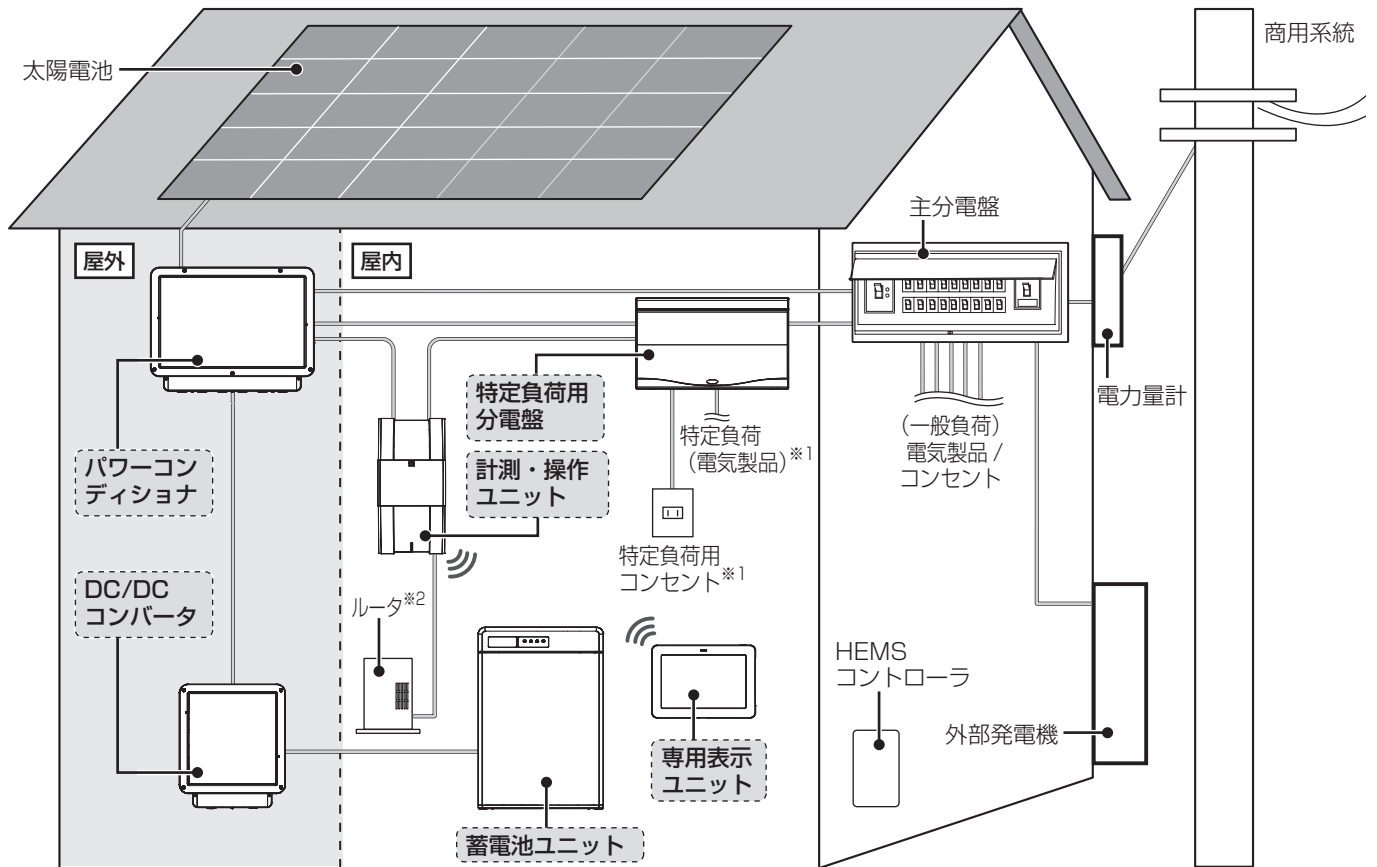 商用系統
太陽電池
主分電盤
屋外
屋内
電力量計
特定負荷用
分電盤
特定負荷
（電気製品）※1
（一般負荷）
電気製品 /
コンセント
パワーコン
ディショナ
計測・操作
ユニット
特定負荷用
コンセント※1
DC/DC
コンバータ
ルータ※2
HEMS
コントローラ
外部発電機
専用表示
ユニット
蓄電池ユニット